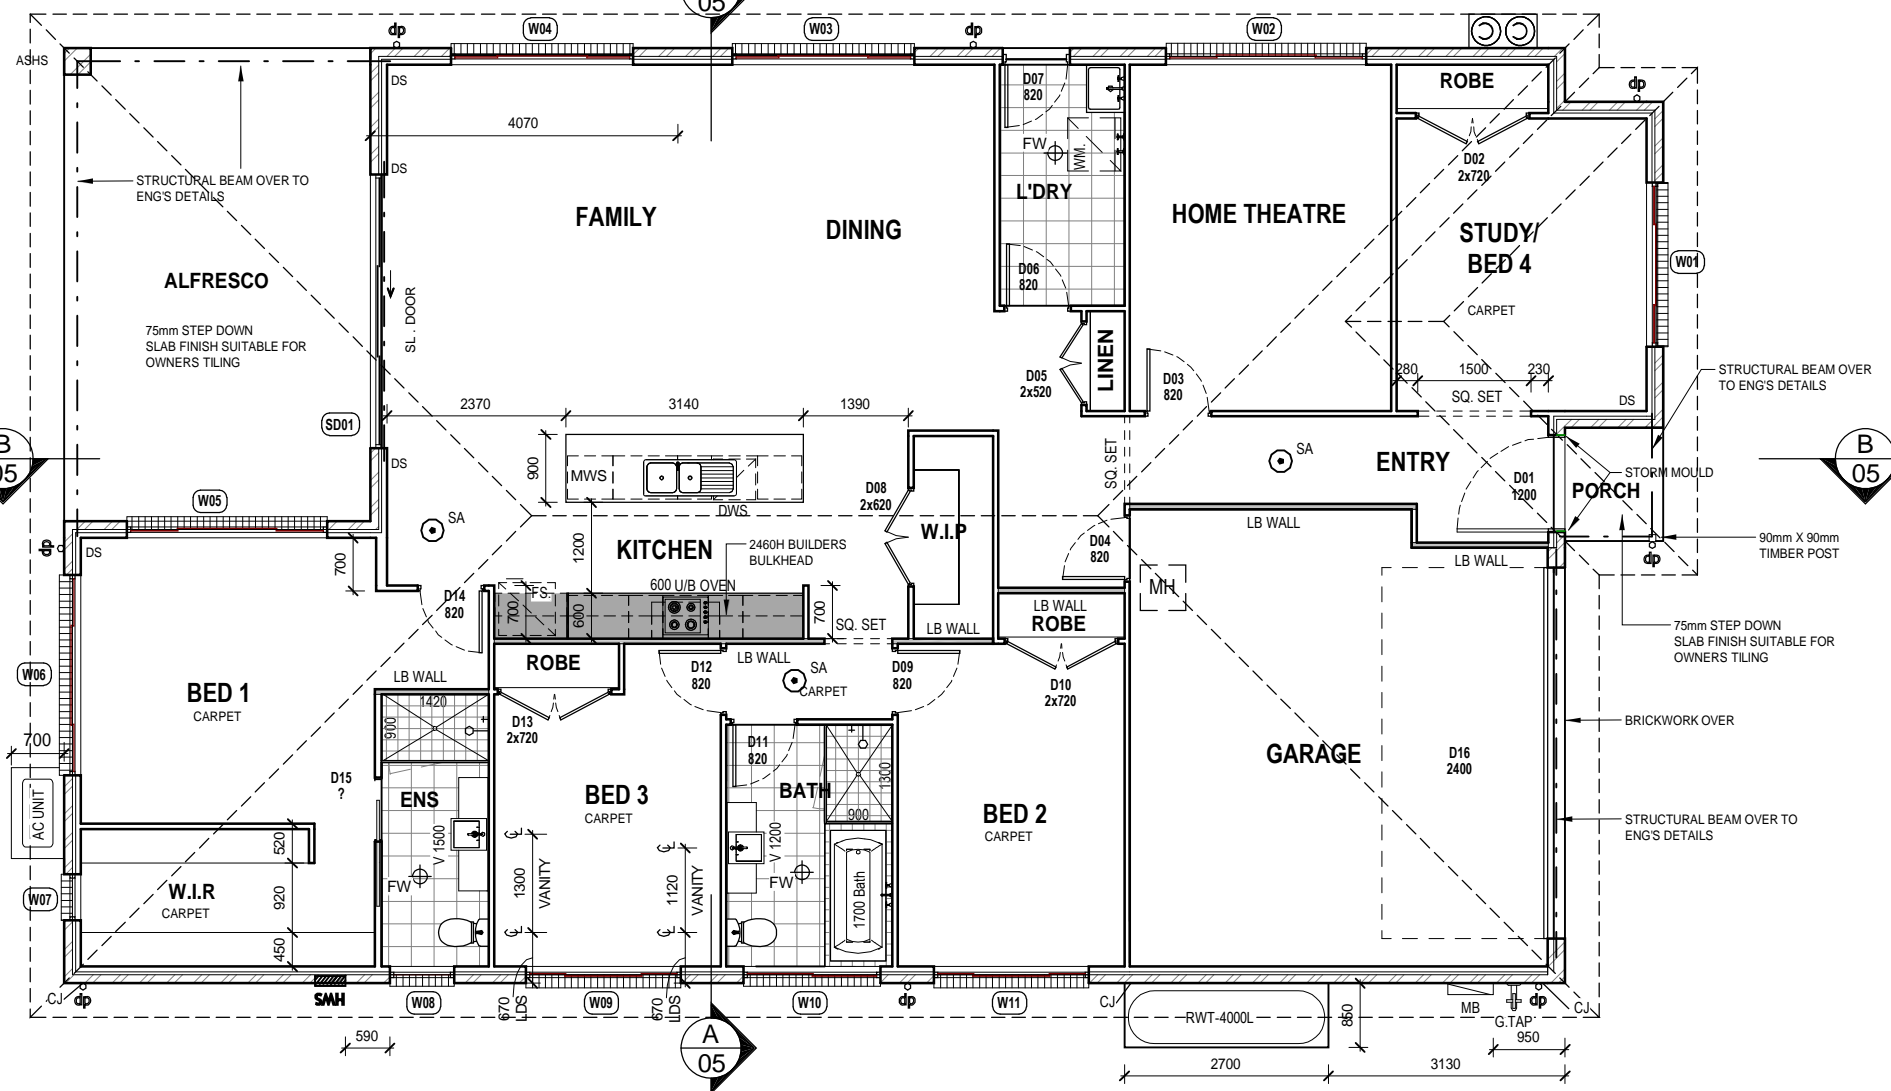 05
dp
W04
W03
dp
W02
ASHS
DS
D07
820
ROBE
dp
4070
FW
WM.
D02
2x720
DS
STRUCTURAL BEAM OVER TO
ENG'S DETAILS
L'DRY
FAMILY
DINING
HOME THEATRE
STUDY/
BED 4
CARPET
W01
ALFRESCO
75mm STEP DOWN
SLAB FINISH SUITABLE FOR
OWNERS TILING
SL. DOOR
D06
820
LINEN
D05
2x520
D03
820
280
1500
230
SQ. SET
DS
STRUCTURAL BEAM OVER
TO ENG'S DETAILS
2370
3140
1390
SD01
B
05
DS
900
MWS
DWS
D08
2x620
SQ. SET
SA
ENTRY
D01
1200
STORM MOULD
PORCH
B
05
W05
SA
W.I.P
LB WALL
D04
820
LB WALL
90mm X 90mm
TIMBER POST
dp
dp
DS
700
1200
KITCHEN
2460H BUILDERS
BULKHEAD
MH
D14
820
FS.
600 U/B OVEN
700
600
700
SQ. SET
LB WALL
LB WALL
ROBE
75mm STEP DOWN
SLAB FINISH SUITABLE FOR
OWNERS TILING
W06
BED 1
CARPET
LB WALL
ROBE
D12
820
LB WALL
SA
CARPET
D09
820
D10
2x720
1420
900
D13
2x720
D11
820
BRICKWORK OVER
700
AC UNIT
D15
?
ENS
BED 3
CARPET
BATH
1300
900
BED 2
CARPET
GARAGE
D16
2400
STRUCTURAL BEAM OVER TO
ENG'S DETAILS
520
V 1500
FW
1300
VANITY
1120
VANITY
V 1200
FW
1700 Bath
W07
W.I.R
CARPET
920
450
CJ
dp
SMH
W08
670
LDS
W09
670
LDS
W10
dp
W11
CJ
RWT-4000L
850
MB
G.TAP
dp
CJ
590
A
05
950
2700
3130